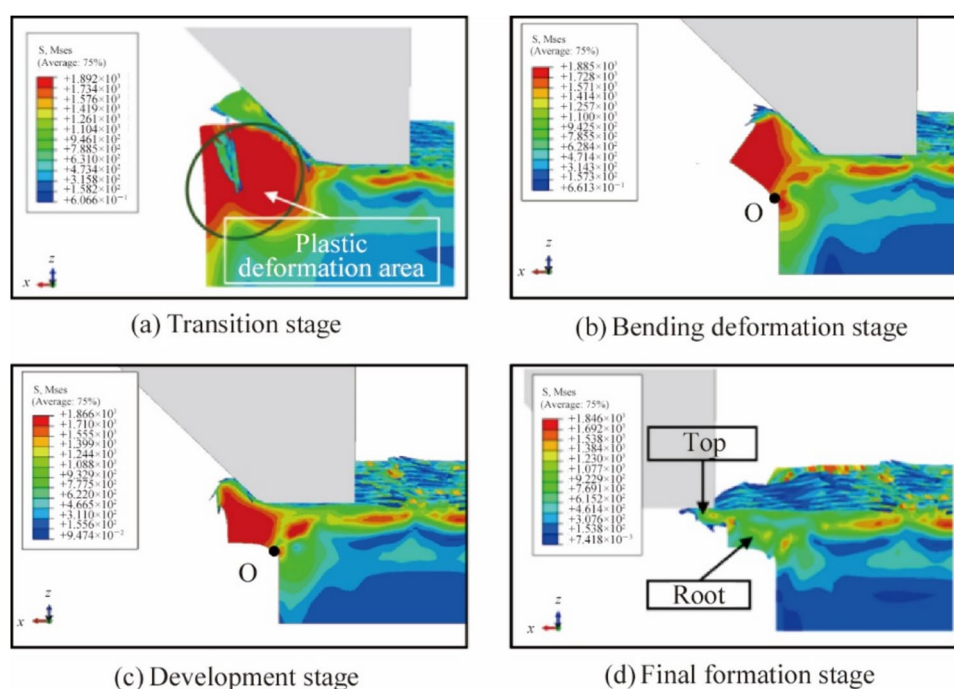 S, Mses
(Average: 75%)
+1.892×10³
+1.734×10³
+1.576×10³
+1.419×10³
+1.261×10³
+1.104×10³
+9.461×10²
+7.885×10²
+6.310×10²
+4.734×10²
+3.158×10²
+1.582×10²
+6.066×10⁻¹
Plastic
deformation area
z
x
(a) Transition stage
S, Mses
(Average: 75%)
+1.885×10³
+1.728×10³
+1.571×10³
+1.414×10³
+1.257×10³
+1.100×10³
+9.425×10²
+7.855×10²
+6.284×10²
+4.714×10²
+3.143×10²
+1.573×10²
+6.613×10⁻¹
O
z
x
(b) Bending deformation stage
S, Mses
(Average: 75%)
+1.866×10³
+1.710×10³
+1.555×10³
+1.399×10³
+1.244×10³
+1.088×10³
+9.329×10²
+7.775×10²
+6.220×10²
+4.665×10²
+3.110×10²
+1.556×10²
+9.474×10⁻²
O
z
x
(c) Development stage
S, Mses
(Average: 75%)
+1.846×10³
+1.692×10³
+1.538×10³
+1.384×10³
+1.230×10³
+1.077×10³
+9.229×10²
+7.691×10²
+6.152×10²
+4.614×10²
+3.076×10²
+1.538×10²
+7.418×10⁻³
Top
Root
z
x
(d) Final formation stage